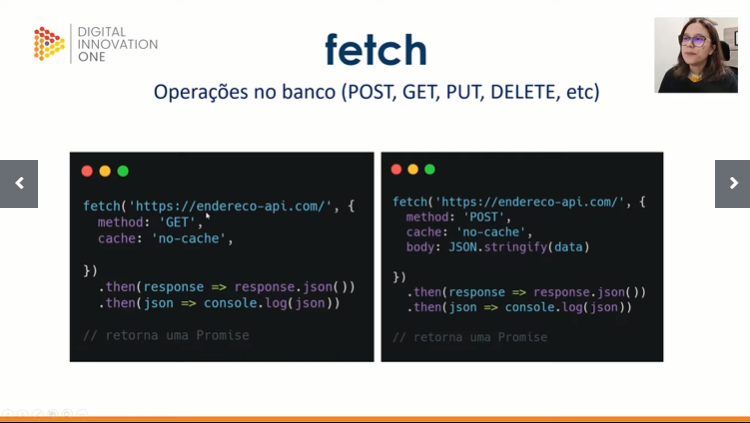 DIGITAL
INNOVATION
ONE
fetch
Operações no banco (POST, GET, PUT, DELETE, etc)
fetch('https://endereco-api.com/', {
method: 'GET',
cache: 'no-cache',
})
.then(response => response.json())
.then(json => console.log(json))
// retorna uma Promise
fetch('https://endereco-api.com/', {
method: 'POST',
cache: 'no-cache',
body: JSON.stringify(data)
})
.then(response => response.json())
.then(json => console.log(json))
// retorna uma Promise